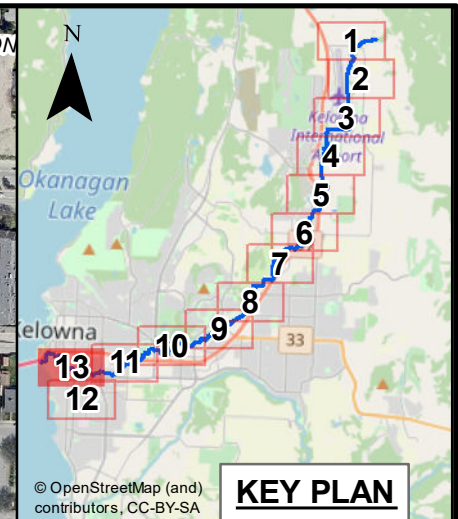 ON
N
1
2
3
Kelowna
International
Airport
4
5
6
7
8
9
10
11
13
12
33
Okanagan
Lake
Kelowna
© OpenStreetMap (and)
contributors, CC-BY-SA
KEY PLAN